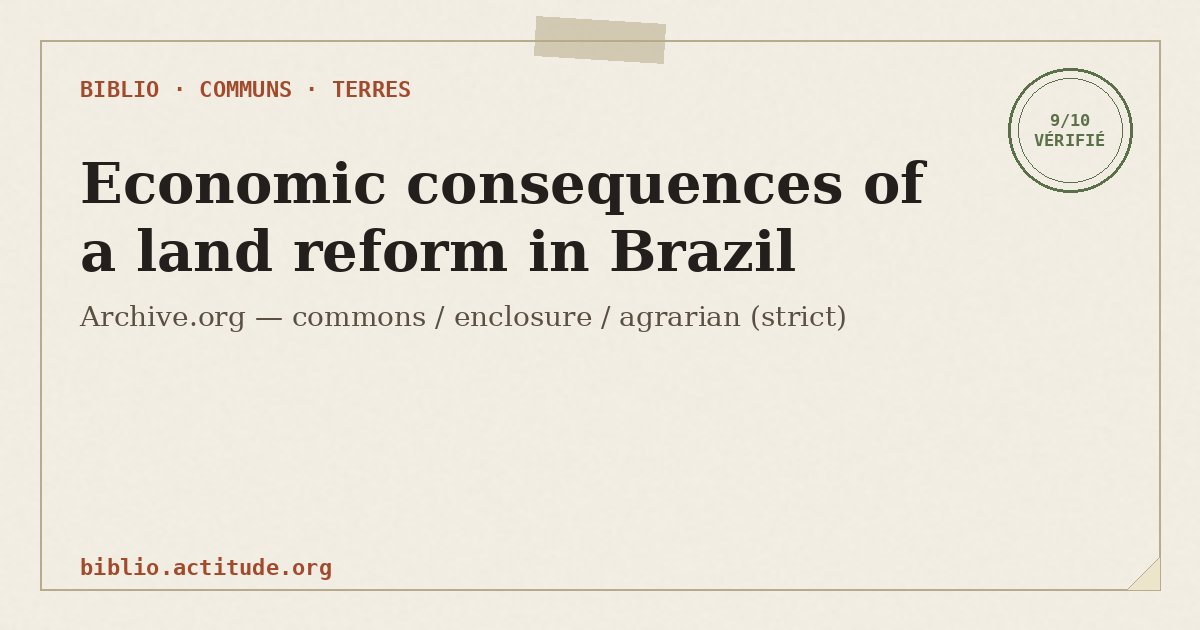 BIBLIO · COMMUNS · TERRES
9/10
VÉRIFIÉ
Economic consequences of
a land reform in Brazil
Archive.org — commons / enclosure / agrarian (strict)
biblio.actitude.org